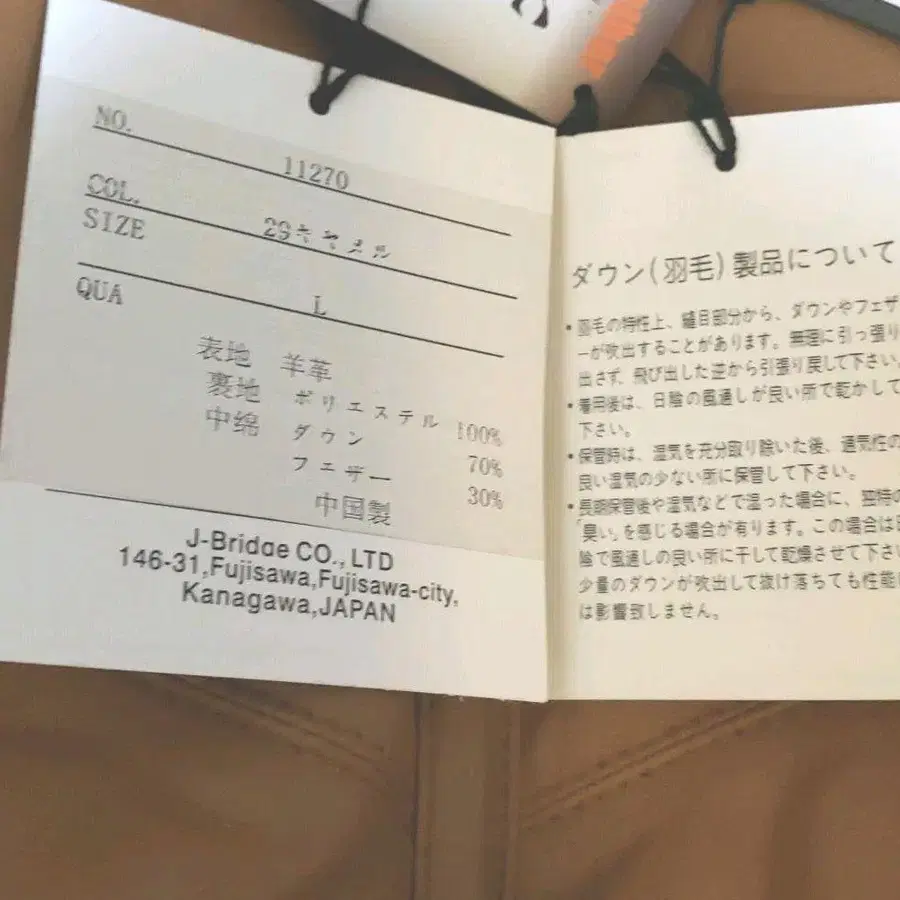 NO.
11270
COL.
29キャメル
SIZE
L
QUA
表地 羊革
裏地 ポリエステル 100%
中绵 ダウン 70%
フェザー 30%
中国製
J-Bridge CO.,LTD
146-31,Fujisawa,Fujisawa-city,
Kanagawa,JAPAN
ダウン(羽毛)製品について
・羽毛の特性上、縫目部分から、ダウンやフェザ
ーが吹出することがあります。無理に引っ張り
出さず、飛び出した逆から引張り戻して下さい。
・着用後は、日陰の風通しが良い所で乾かして
下さい。
・保管時は、湿気を充分取り除いた後、通気性の
良い湿気の少ない所に保管して下さい。
・長期保管後や湿気などで湿った場合に、独特の
「臭い」を感じる場合が有ります。この場合は日
陰で風通しの良い所に干して乾燥させて下さい
少量のダウンが吹出して抜け落ちても性能に
は影響致しません。